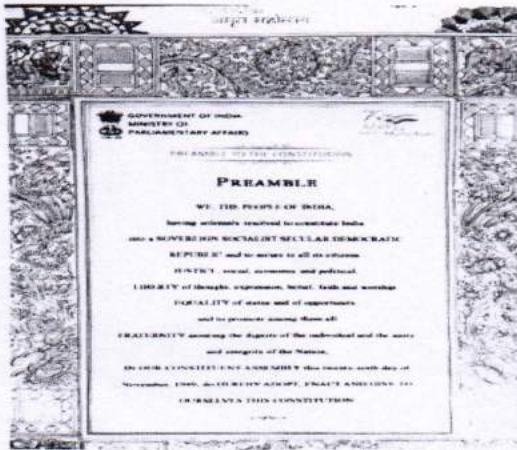 GOVERNMENT OF INDIA
MINISTRY OF
PARLIAMENTARY AFFAIRS
PREAMBLE TO THE CONSTITUTION
PREAMBLE
WE, THE PEOPLE OF INDIA,
having solemnly resolved to constitute India
into a SOVEREIGN SOCIALIST SECULAR DEMOCRATIC
REPUBLIC and to secure to all its citizens
JUSTICE, social, economic and political,
LIBERTY of thought, expression, belief, faith and worship
EQUALITY of status and of opportunity
and to promote among them all
FRATERNITY assuring the dignity of the individual and the unity
and integrity of the Nation,
IN OUR CONSTITUENT ASSEMBLY this twenty sixth day of
November, 1949, do HEREBY ADOPT, ENACT AND GIVE TO
OURSELVES THIS CONSTITUTION